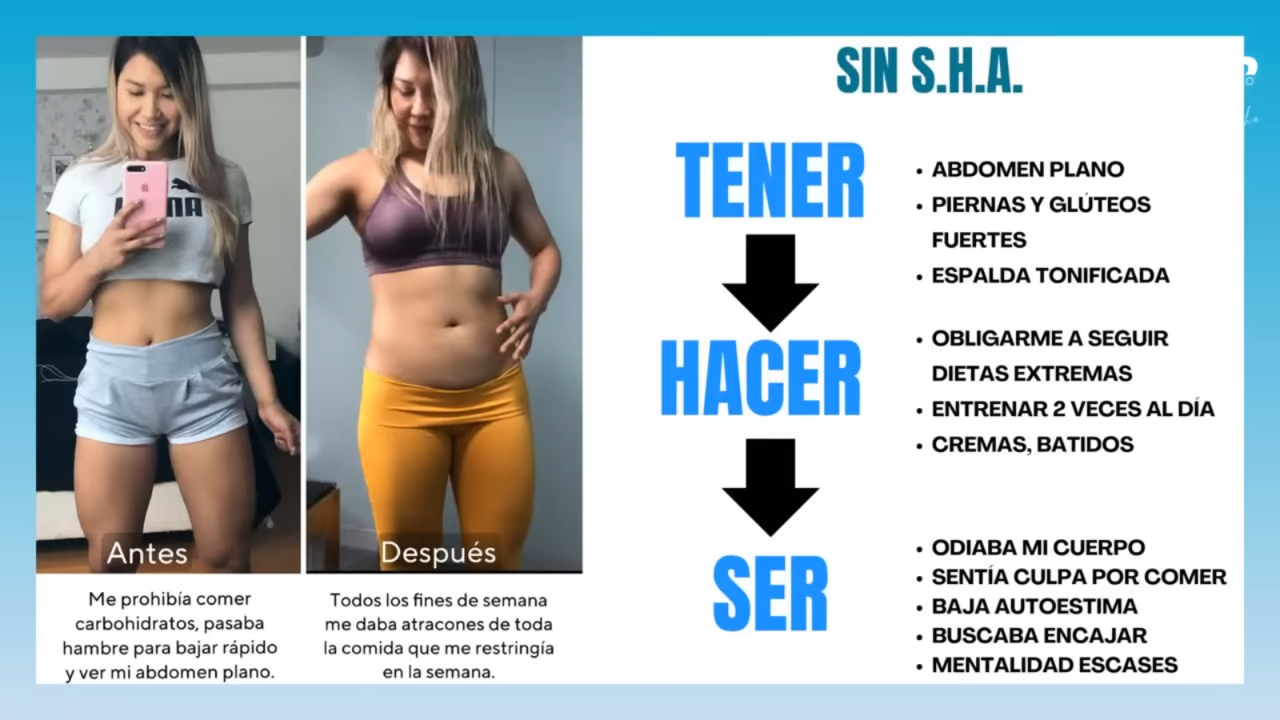 SIN S.H.A.
TENER
ABDOMEN PLANO
PIERNAS Y GLÚTEOS
FUERTES
ESPALDA TONIFICADA
HACER
OBLIGARME A SEGUIR
DIETAS EXTREMAS
ENTRENAR 2 VECES AL DÍA
CREMAS, BATIDOS
SER
ODIABA MI CUERPO
SENTÍA CULPA POR COMER
BAJA AUTOESTIMA
BUSCABA ENCAJAR
MENTALIDAD ESCASES
Antes
Me prohibía comer
carbohidratos, pasaba
hambre para bajar rápido
y ver mi abdomen plano.
Después
Todos los fines de semana
me daba atracones de toda
la comida que me restringía
en la semana.